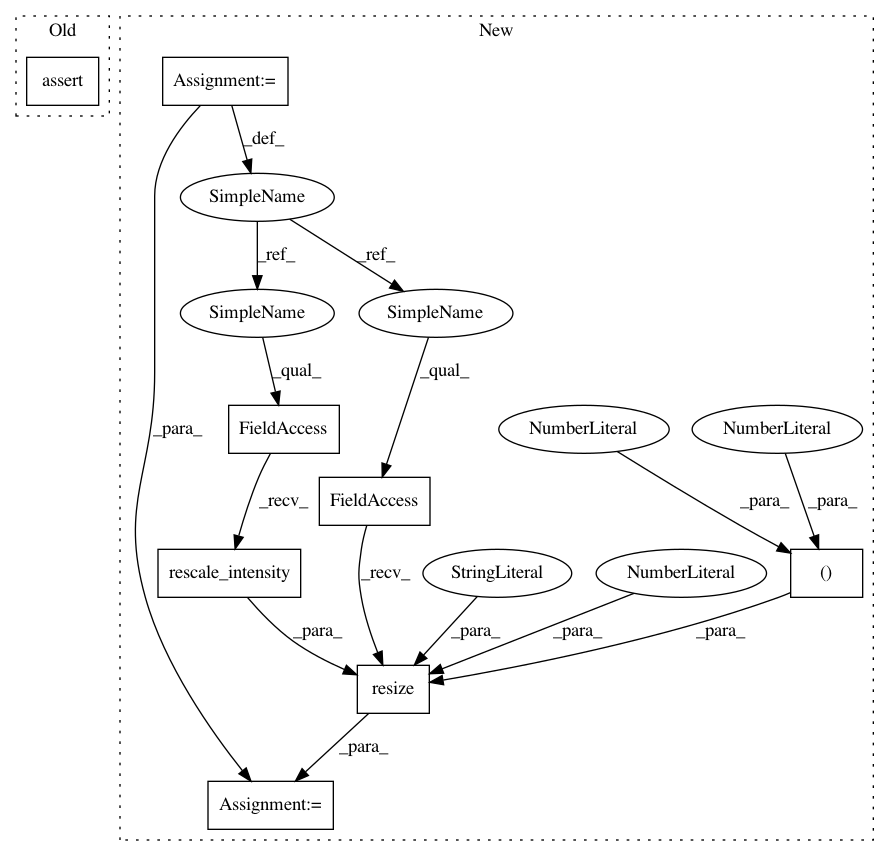 Old
New
assert
Assignment:=
_def_
SimpleName
_ref_
_ref_
SimpleName
SimpleName
_qual_
_qual_
_para_
FieldAccess
NumberLiteral
NumberLiteral
_recv_
FieldAccess
_para_
_para_
rescale_intensity
_recv_
StringLiteral
NumberLiteral
()
_para_
_para_
_para_
_para_
resize
_para_
Assignment:=